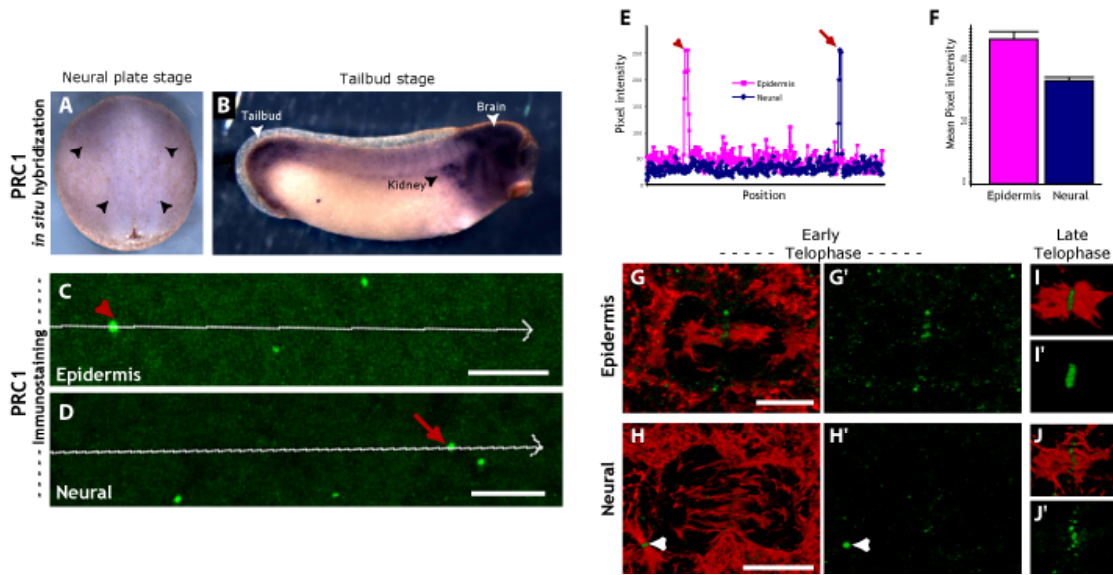 Neural plate stage
Tailbud stage
PRC1
in situ hybridization
A
B
Tailbud
Brain
Kidney
PRC1
Immunostaining
C
Epidermis
D
Neural
E
Pixel intensity
Epidermis
Neural
Position
F
Mean Pixel intensity
Epidermis
Neural
Early
Telophase
Late
Telophase
Epidermis
G
G'
I
I'
Neural
H
H'
J
J'